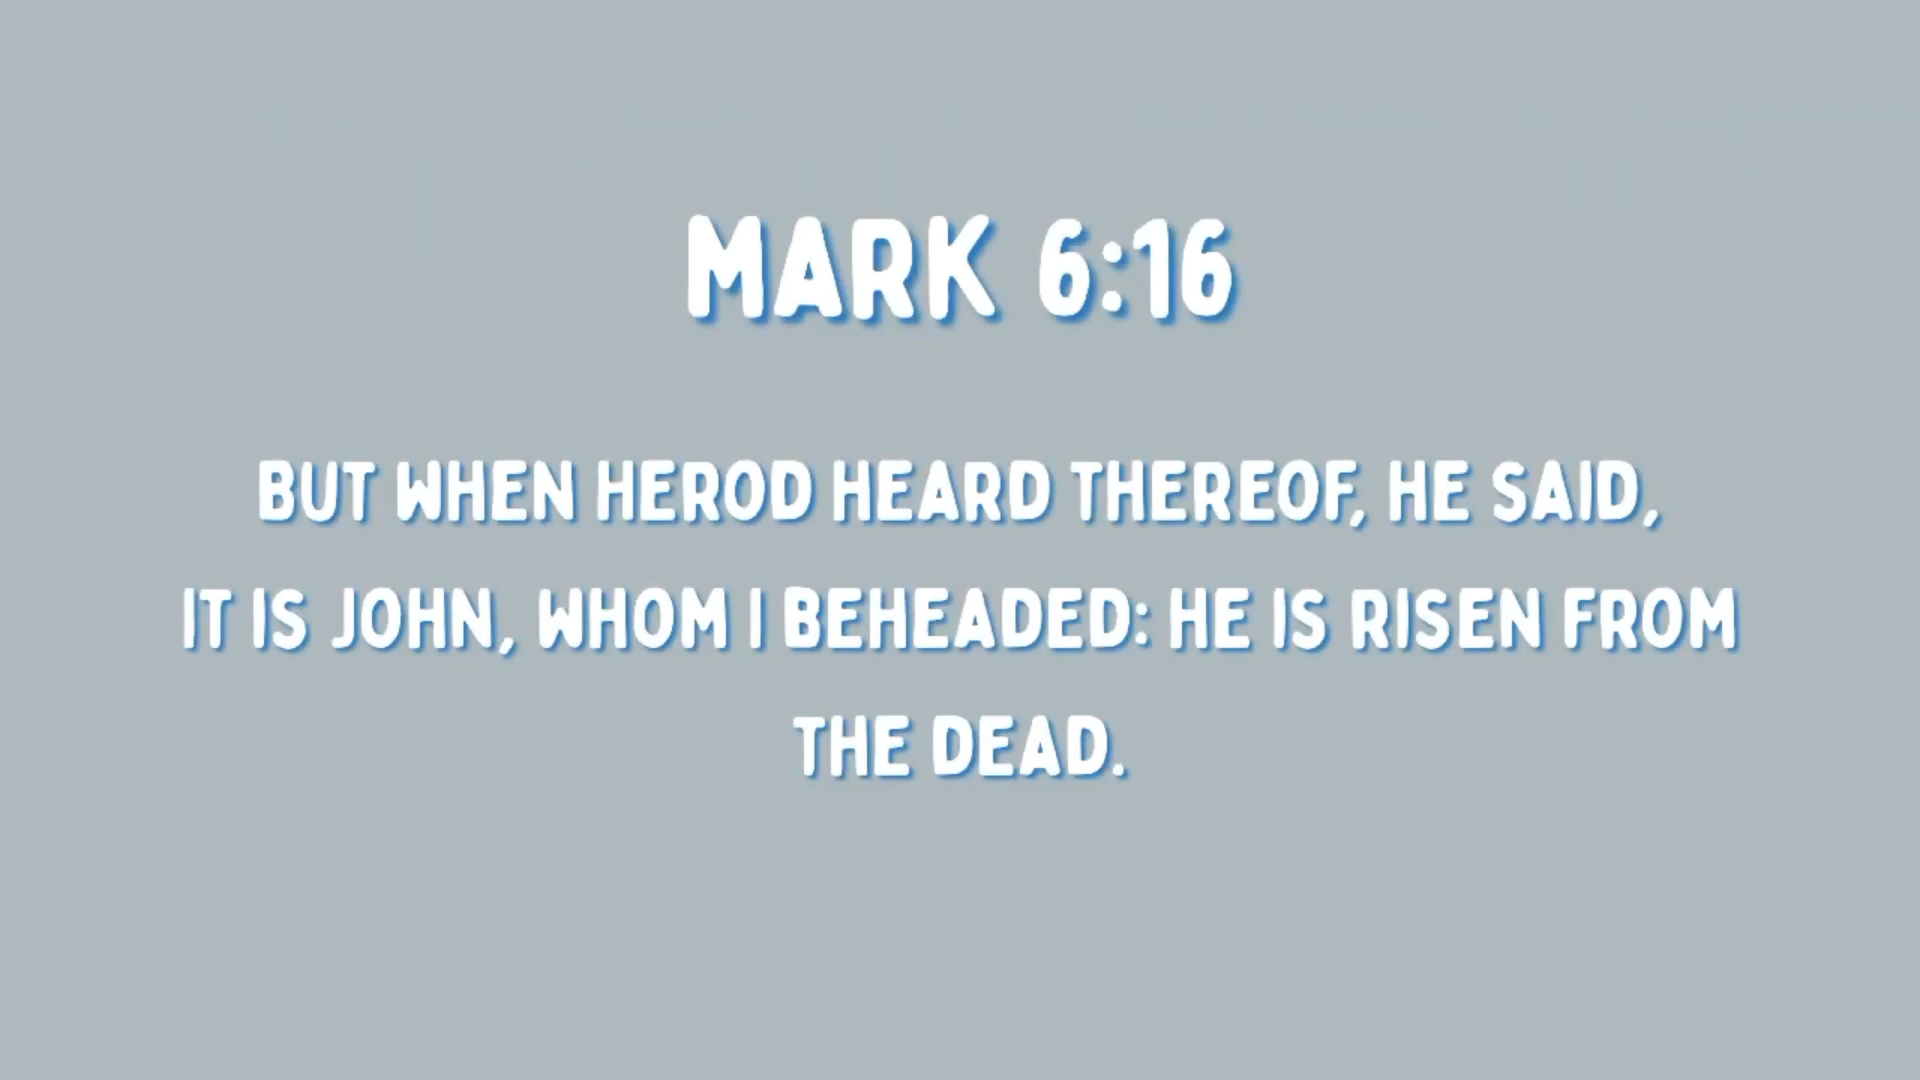 MARK 6:16
BUT WHEN HEROD HEARD THEREOF, HE SAID,
IT IS JOHN, WHOM I BEHEADED: HE IS RISEN FROM
THE DEAD.